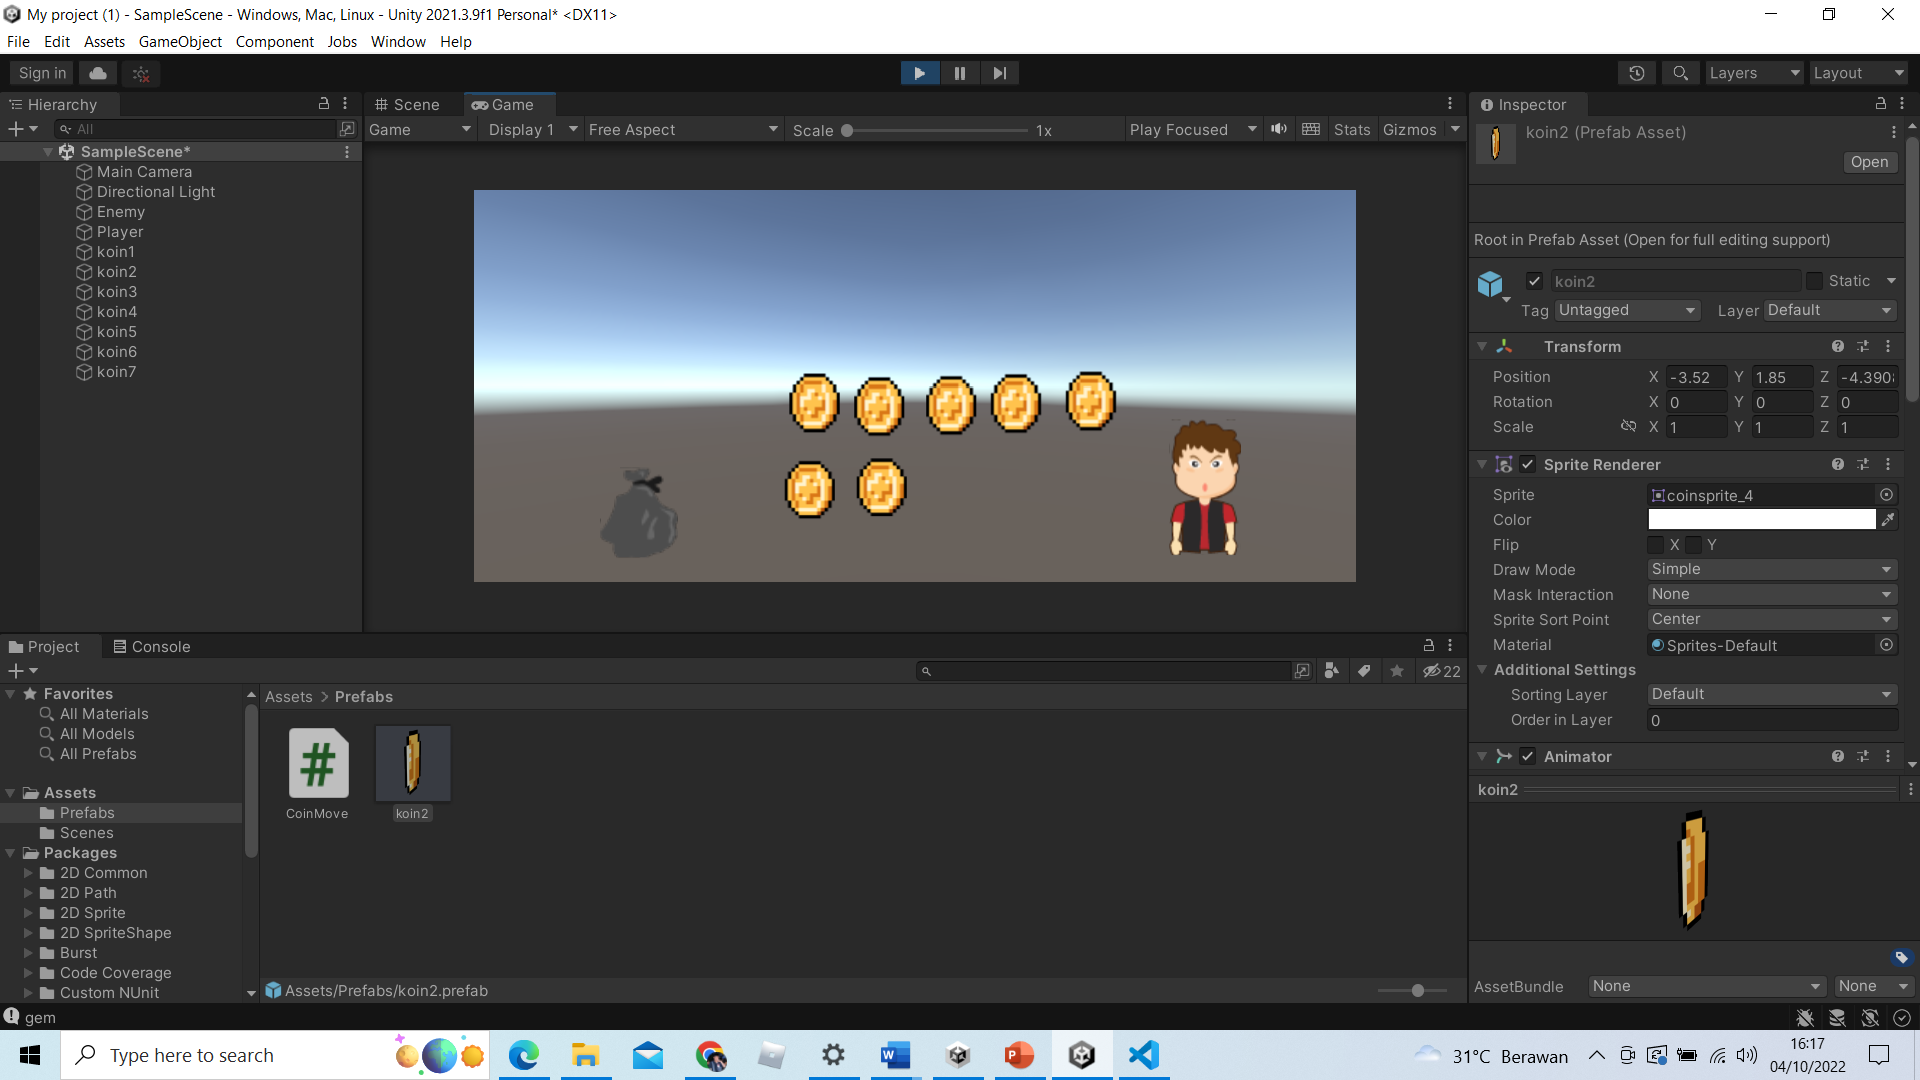 My project (1) - SampleScene - Windows, Mac, Linux - Unity 2021.3.9f1 Personal* <DX11>
File Edit Assets GameObject Component Jobs Window Help
Sign in
Layers Layout
Hierarchy
All
SampleScene*
Main Camera
Directional Light
Enemy
Player
koin1
koin2
koin3
koin4
koin5
koin6
koin7
Scene Game
Game Display 1 Free Aspect Scale 1x Play Focused Stats Gizmos
Inspector
koin2 (Prefab Asset)
Open
Root in Prefab Asset (Open for full editing support)
koin2 Static
Tag Untagged Layer Default
Transform
Position X -3.52 Y 1.85 Z -4.390
Rotation X 0 Y 0 Z 0
Scale X 1 Y 1 Z 1
Sprite Renderer
Sprite coinsprite_4
Color
Flip X Y
Draw Mode Simple
Mask Interaction None
Sprite Sort Point Center
Material Sprites-Default
Additional Settings
Sorting Layer Default
Order in Layer 0
Animator
koin2
AssetBundle None None
Project Console
22
Favorites
All Materials
All Models
All Prefabs
Assets
Prefabs
Scenes
Packages
2D Common
2D Path
2D Sprite
2D SpriteShape
Burst
Code Coverage
Custom NUnit
Assets > Prefabs
#
CoinMove koin2
Assets/Prefabs/koin2.prefab
gem
Type here to search
31°C Berawan
16:17
04/10/2022